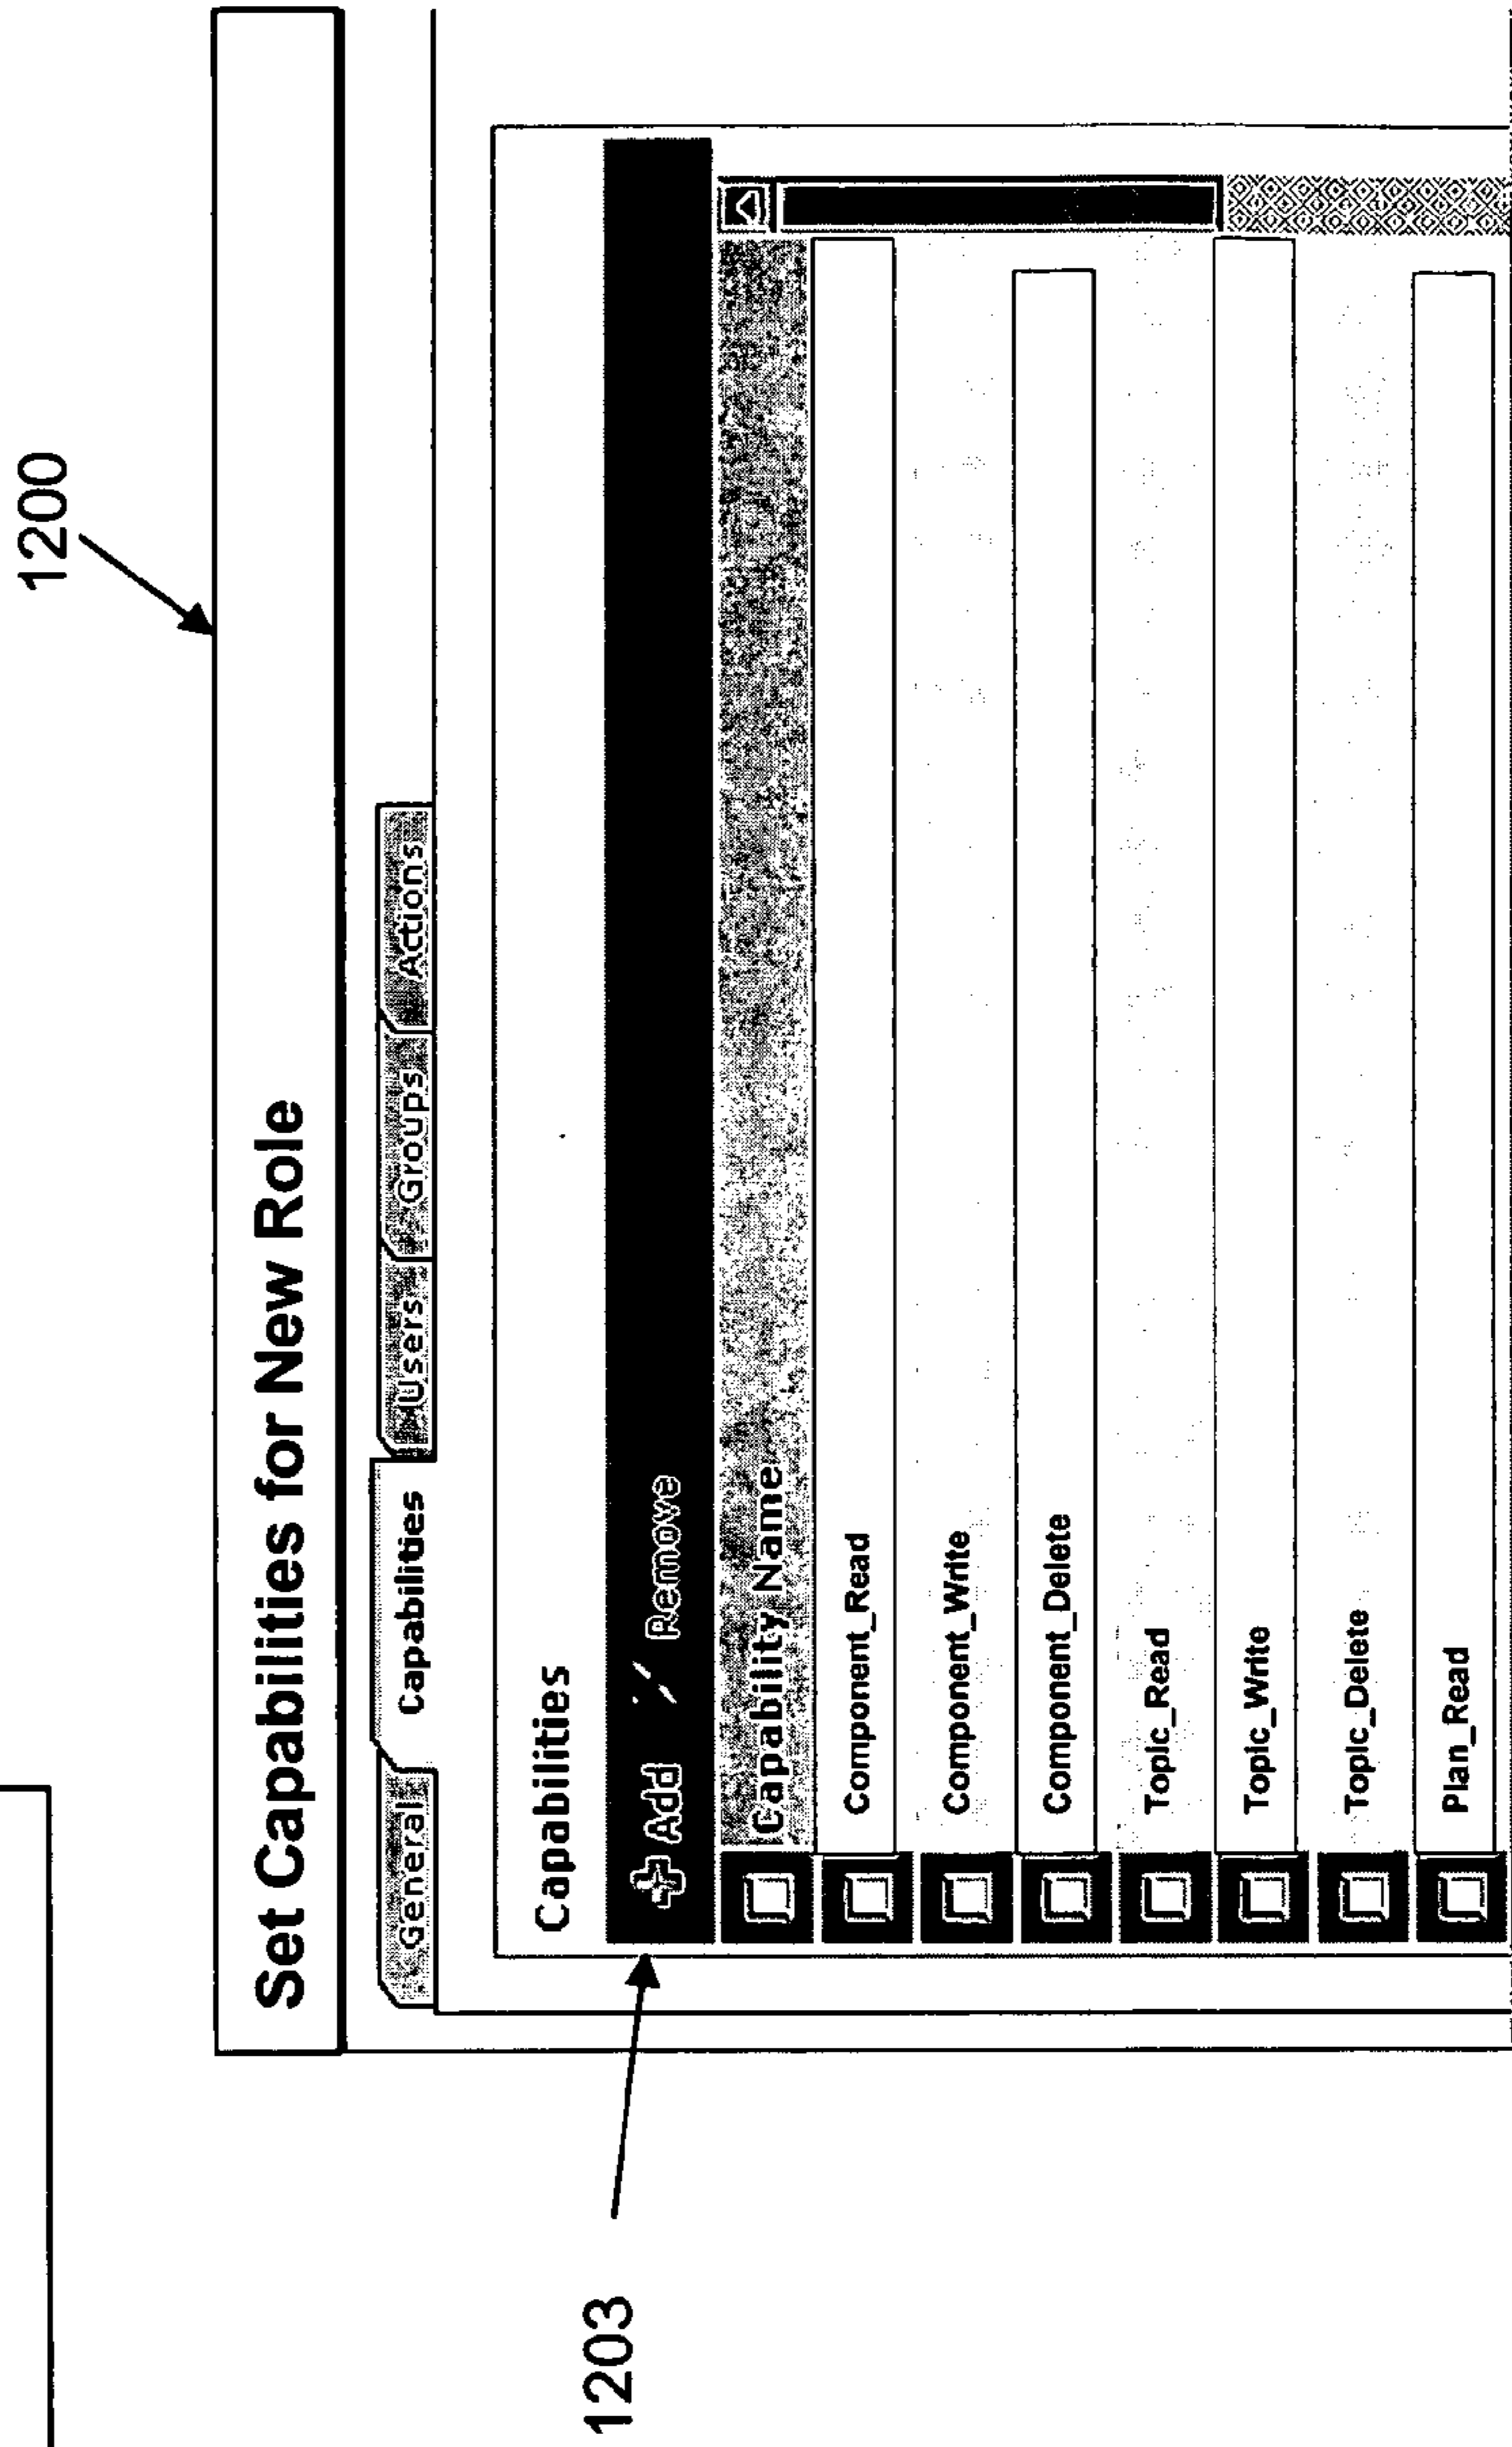 1200
Set Capabilities for New Role
General Capabilities Users Groups Actions
Capabilities
1203
Add Remove
Capability Name
Component_Read
Component_Write
Component_Delete
Topic_Read
Topic_Write
Topic_Delete
Plan_Read